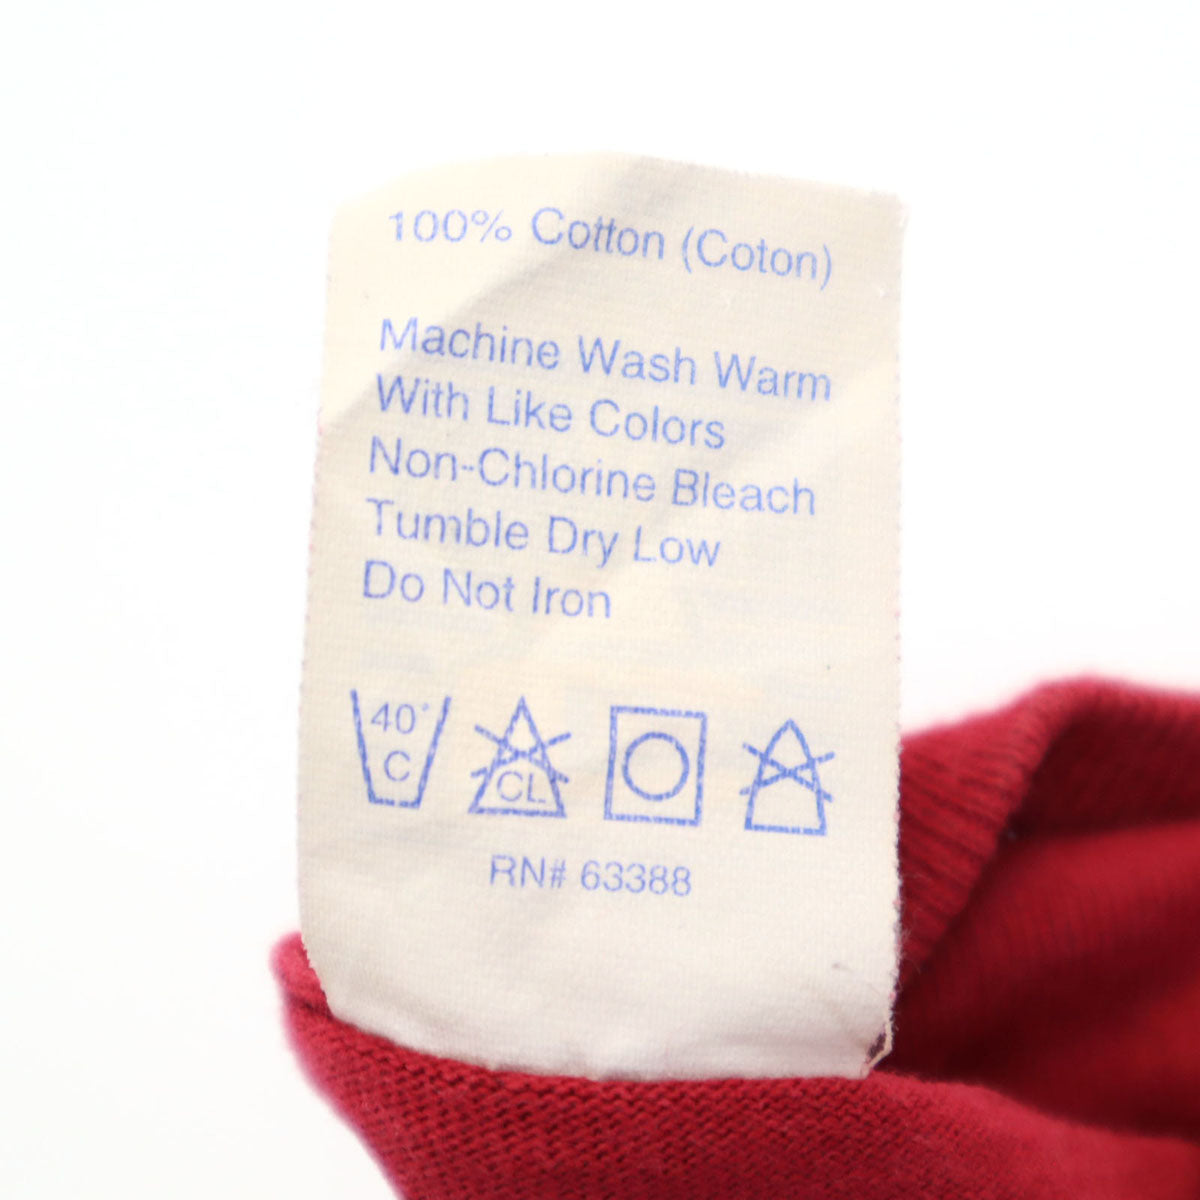 100% Cotton (Coton)
Machine Wash Warm
With Like Colors
Non-Chlorine Bleach
Tumble Dry Low
Do Not Iron
40°
C
CL
RN# 63388